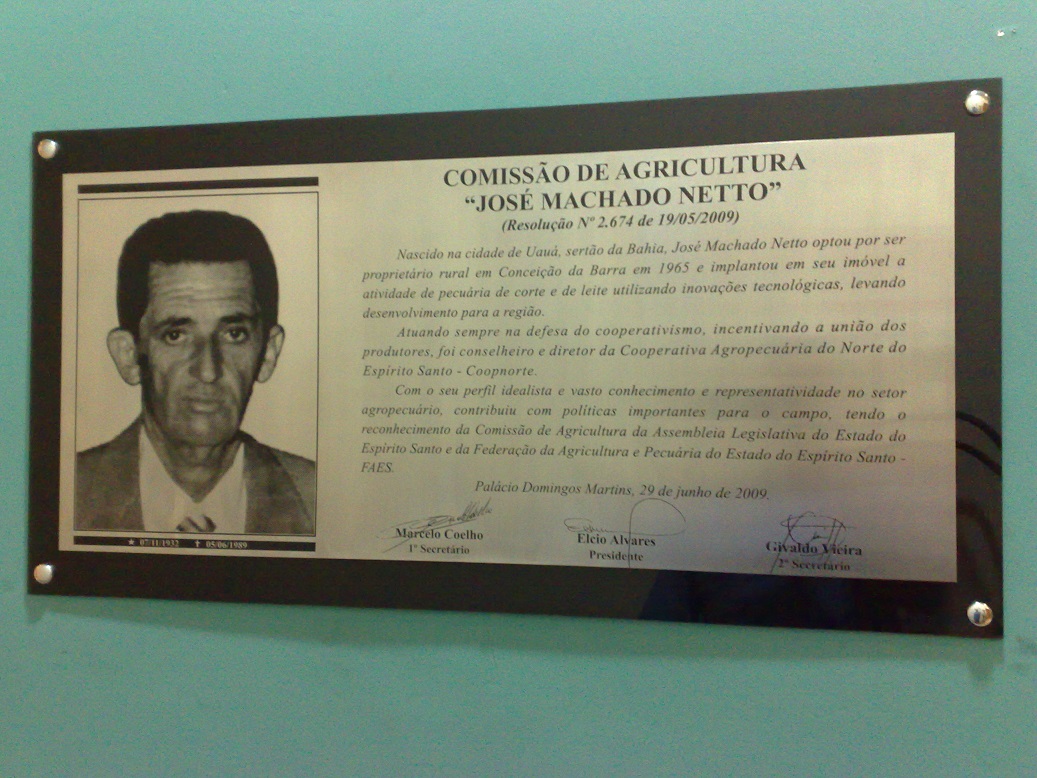 COMISSÃO DE AGRICULTURA
“JOSÉ MACHADO NETTO”
(Resolução Nº 2.674 de 19/05/2009)
Nascido na cidade de Uauá, sertão da Bahia, José Machado Netto optou por ser
proprietário rural em Conceição da Barra em 1965 e implantou em seu imóvel a
atividade de pecuária de corte e de leite utilizando inovações tecnológicas, levando
desenvolvimento para a região.
Atuando sempre na defesa do cooperativismo, incentivando a união dos
produtores, foi conselheiro e diretor da Cooperativa Agropecuária do Norte do
Espírito Santo - Coopnorte.
Com o seu perfil idealista e vasto conhecimento e representatividade no setor
agropecuário, contribuiu com políticas importantes para o campo, tendo o
reconhecimento da Comissão de Agricultura da Assembleia Legislativa do Estado do
Espírito Santo e da Federação da Agricultura e Pecuária do Estado do Espírito Santo -
FAES.
Palácio Domingos Martins, 29 de junho de 2009.
Marcelo Coelho
1º Secretário
Elcio Alvares
Presidente
Givaldo Vieira
2º Secretário
★ 07/11/1932 ✝ 05/06/1989